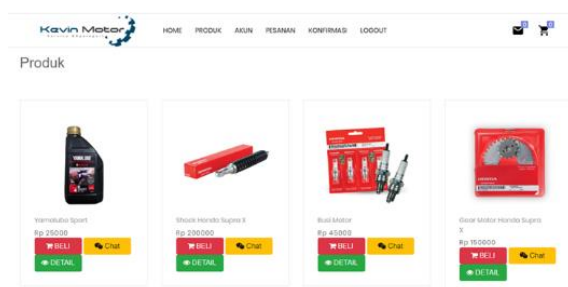 Kevin Motor
HOME PRODUK AKUN PESANAN KONFIRMASI LOGOUT
0 0
Produk
Yamalube Sport
Rp 25000
BELI Chat
DETAIL
Shock Honda Supra X
Rp 200000
BELI Chat
DETAIL
Busi Motor
Rp 45000
BELI Chat
DETAIL
Gear Motor Honda Supra
X
Rp 150000
BELI Chat
DETAIL